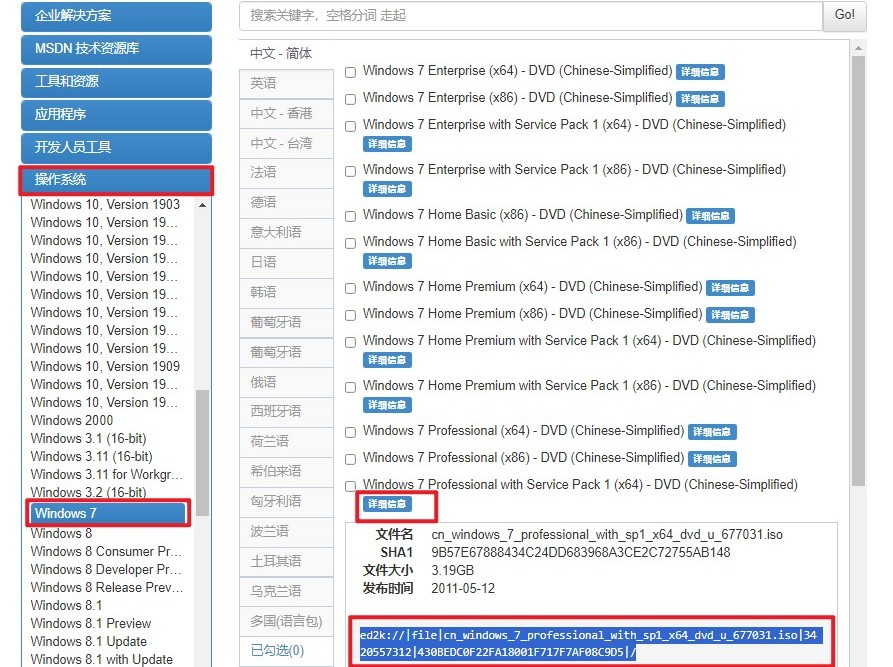 企业解决方案
MSDN 技术资源库
工具和资源
应用程序
开发人员工具
操作系统
Windows 10, Version 1903
Windows 10, Version 19...
Windows 10, Version 19...
Windows 10, Version 19...
Windows 10, Version 19...
Windows 10, Version 19...
Windows 10, Version 19...
Windows 10, Version 19...
Windows 10, Version 19...
Windows 10, Version 1909
Windows 10, Version 19...
Windows 10, Version 19...
Windows 2000
Windows 3.1 (16-bit)
Windows 3.11 (16-bit)
Windows 3.11 for Workgr...
Windows 3.2 (16-bit)
Windows 7
Windows 8
Windows 8 Consumer Pr...
Windows 8 Developer Pr...
Windows 8 Release Prev...
Windows 8.1
Windows 8.1 Preview
Windows 8.1 Update
Windows 8.1 with Update
搜索关键字，空格分词 走起
Go!
中文 - 简体
英语
中文 - 香港
中文 - 台湾
法语
德语
意大利语
日语
韩语
葡萄牙语
葡萄牙语
俄语
西班牙语
荷兰语
希伯来语
匈牙利语
波兰语
土耳其语
乌克兰语
多国(语言包)
已勾选(0)
Windows 7 Enterprise (x64) - DVD (Chinese-Simplified) 详细信息
Windows 7 Enterprise (x86) - DVD (Chinese-Simplified) 详细信息
Windows 7 Enterprise with Service Pack 1 (x64) - DVD (Chinese-Simplified)
详细信息
Windows 7 Enterprise with Service Pack 1 (x86) - DVD (Chinese-Simplified)
详细信息
Windows 7 Home Basic (x86) - DVD (Chinese-Simplified) 详细信息
Windows 7 Home Basic with Service Pack 1 (x86) - DVD (Chinese-Simplified)
详细信息
Windows 7 Home Premium (x64) - DVD (Chinese-Simplified) 详细信息
Windows 7 Home Premium (x86) - DVD (Chinese-Simplified) 详细信息
Windows 7 Home Premium with Service Pack 1 (x64) - DVD (Chinese-Simplified)
详细信息
Windows 7 Home Premium with Service Pack 1 (x86) - DVD (Chinese-Simplified)
详细信息
Windows 7 Professional (x64) - DVD (Chinese-Simplified) 详细信息
Windows 7 Professional (x86) - DVD (Chinese-Simplified) 详细信息
Windows 7 Professional with Service Pack 1 (x64) - DVD (Chinese-Simplified)
详细信息
文件名 cn_windows_7_professional_with_sp1_x64_dvd_u_677031.iso
SHA1 9B57E67888434C24DD683968A3CE2C72755AB148
文件大小 3.19GB
发布时间 2011-05-12
ed2k://|file|cn_windows_7_professional_with_sp1_x64_dvd_u_677031.iso|34
20557312|430BEDC0F22FA18001F717F7AF08C9D5|/